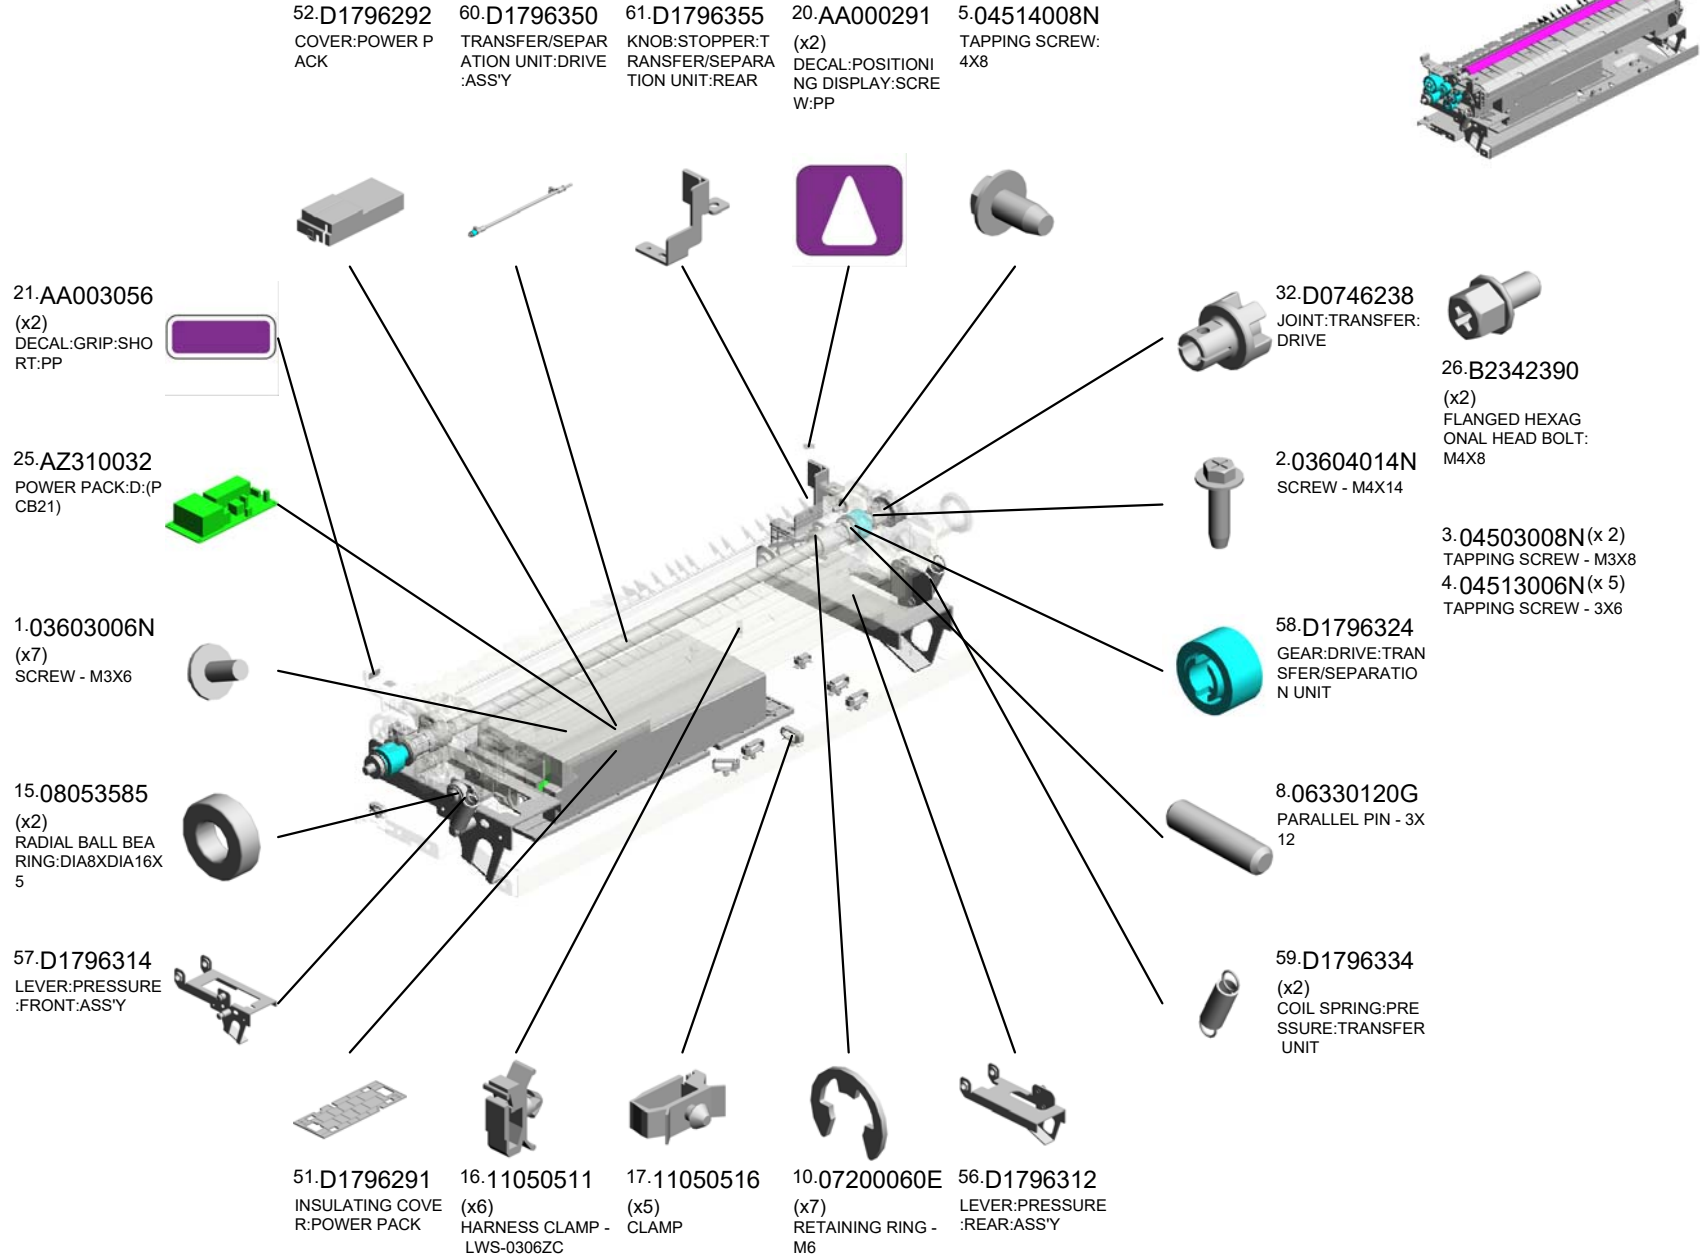 52.D1796292
COVER:POWER P
ACK
60.D1796350
TRANSFER/SEPAR
ATION UNIT:DRIVE
:ASS'Y
61.D1796355
KNOB:STOPPER:T
RANSFER/SEPARA
TION UNIT:REAR
20.AA000291
(x2)
DECAL:POSITIONI
NG DISPLAY:SCRE
W:PP
5.04514008N
TAPPING SCREW:
4X8
21.AA003056
(x2)
DECAL:GRIP:SHO
RT:PP
32.D0746238
JOINT:TRANSFER:
DRIVE
26.B2342390
(x2)
FLANGED HEXAG
ONAL HEAD BOLT:
M4X8
25.AZ310032
POWER PACK:D:(P
CB21)
2.03604014N
SCREW - M4X14
3.04503008N(x 2)
TAPPING SCREW - M3X8
4.04513006N(x 5)
TAPPING SCREW - 3X6
1.03603006N
(x7)
SCREW - M3X6
58.D1796324
GEAR:DRIVE:TRAN
SFER/SEPARATIO
N UNIT
15.08053585
(x2)
RADIAL BALL BEA
RING:DIA8XDIA16X
5
8.06330120G
PARALLEL PIN - 3X
12
57.D1796314
LEVER:PRESSURE
:FRONT:ASS'Y
59.D1796334
(x2)
COIL SPRING:PRE
SSURE:TRANSFER
UNIT
51.D1796291
INSULATING COVE
R:POWER PACK
16.11050511
(x6)
HARNESS CLAMP -
LWS-0306ZC
17.11050516
(x5)
CLAMP
10.07200060E
(x7)
RETAINING RING -
M6
56.D1796312
LEVER:PRESSURE
:REAR:ASS'Y